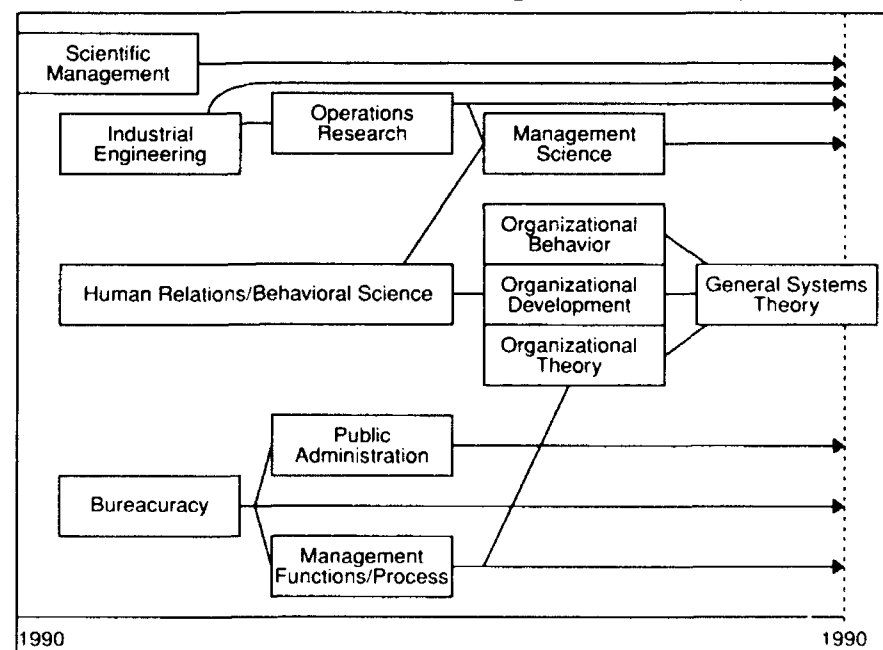 Scientific
Management
Industrial
Engineering
Operations
Research
Management
Science
Human Relations/Behavioral Science
Organizational
Behavior
Organizational
Development
Organizational
Theory
General Systems
Theory
Public
Administration
Bureacuracy
Management
Functions/Process
1990
1990